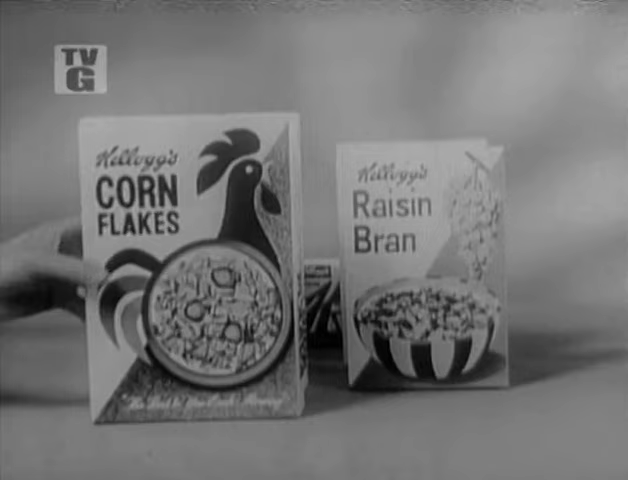 TV
G
Kellogg's
CORN
FLAKES
Kellogg's
Raisin
Bran